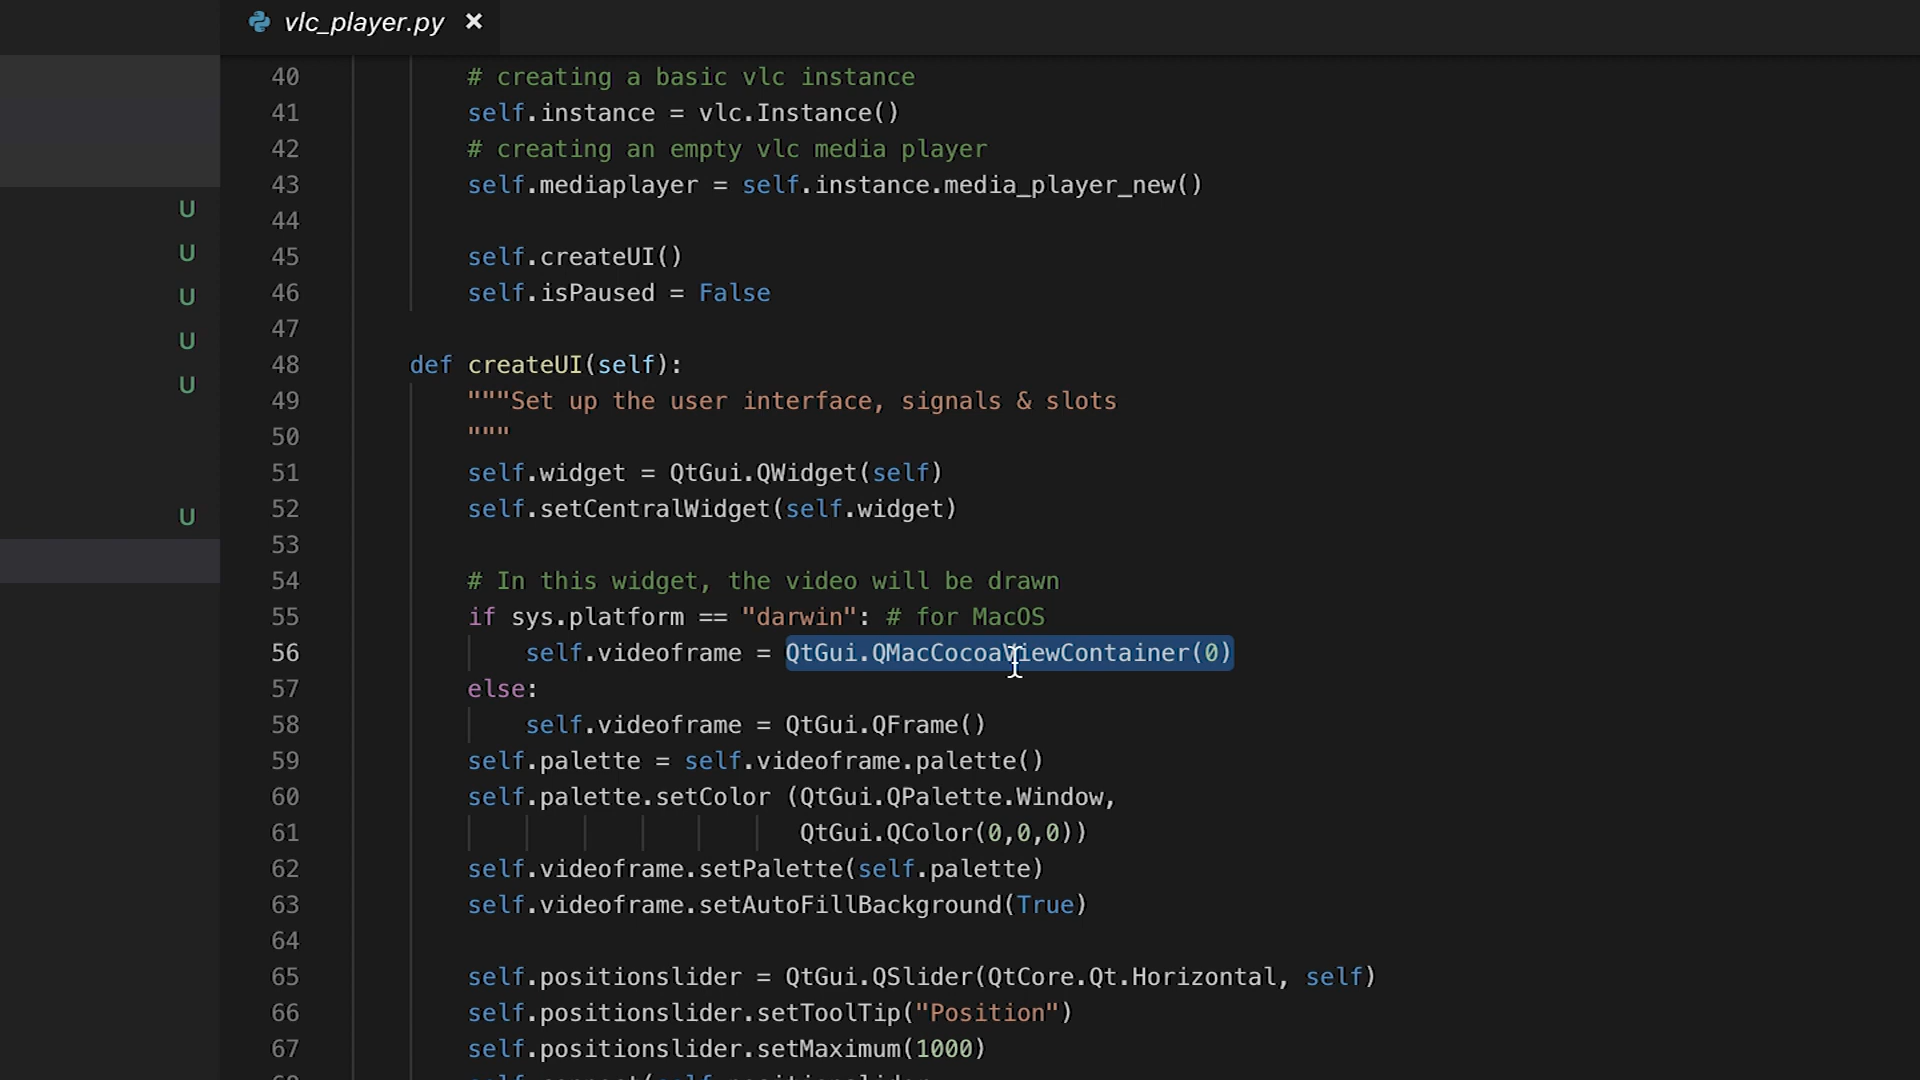 vlc_player.py ×
U
U
U
U
U
U
40 # creating a basic vlc instance
41 self.instance = vlc.Instance()
42 # creating an empty vlc media player
43 self.mediaplayer = self.instance.media_player_new()
44
45 self.createUI()
46 self.isPaused = False
47
48 def createUI(self):
49 """Set up the user interface, signals & slots
50 """
51 self.widget = QtGui.QWidget(self)
52 self.setCentralWidget(self.widget)
53
54 # In this widget, the video will be drawn
55 if sys.platform == "darwin": # for MacOS
56 self.videoframe = QtGui.QMacCocoaViewContainer(0)
57 else:
58 self.videoframe = QtGui.QFrame()
59 self.palette = self.videoframe.palette()
60 self.palette.setColor (QtGui.QPalette.Window,
61 QtGui.QColor(0,0,0))
62 self.videoframe.setPalette(self.palette)
63 self.videoframe.setAutoFillBackground(True)
64
65 self.positionslider = QtGui.QSlider(QtCore.Qt.Horizontal, self)
66 self.positionslider.setToolTip("Position")
67 self.positionslider.setMaximum(1000)